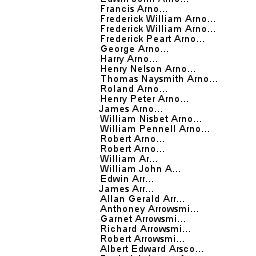 Edwin John Arno...
Francis Arno...
Frederick William Arno...
Frederick William Arno...
Frederick Peart Arno...
George Arno...
Harry Arno...
Henry Nelson Arno...
Thomas Naysmith Arno...
Roland Arno...
Henry Peter Arno...
James Arno...
William Nisbet Arno...
William Pennell Arno...
Robert Arno...
Robert Arno...
William Ar...
William John A...
Edwin Arr...
James Arr...
Allan Gerald Arr...
Anthoney Arrowsmi...
Garnet Arrowsmi...
Richard Arrowsmi...
Robert Arrowsmi...
Albert Edward Arsco...